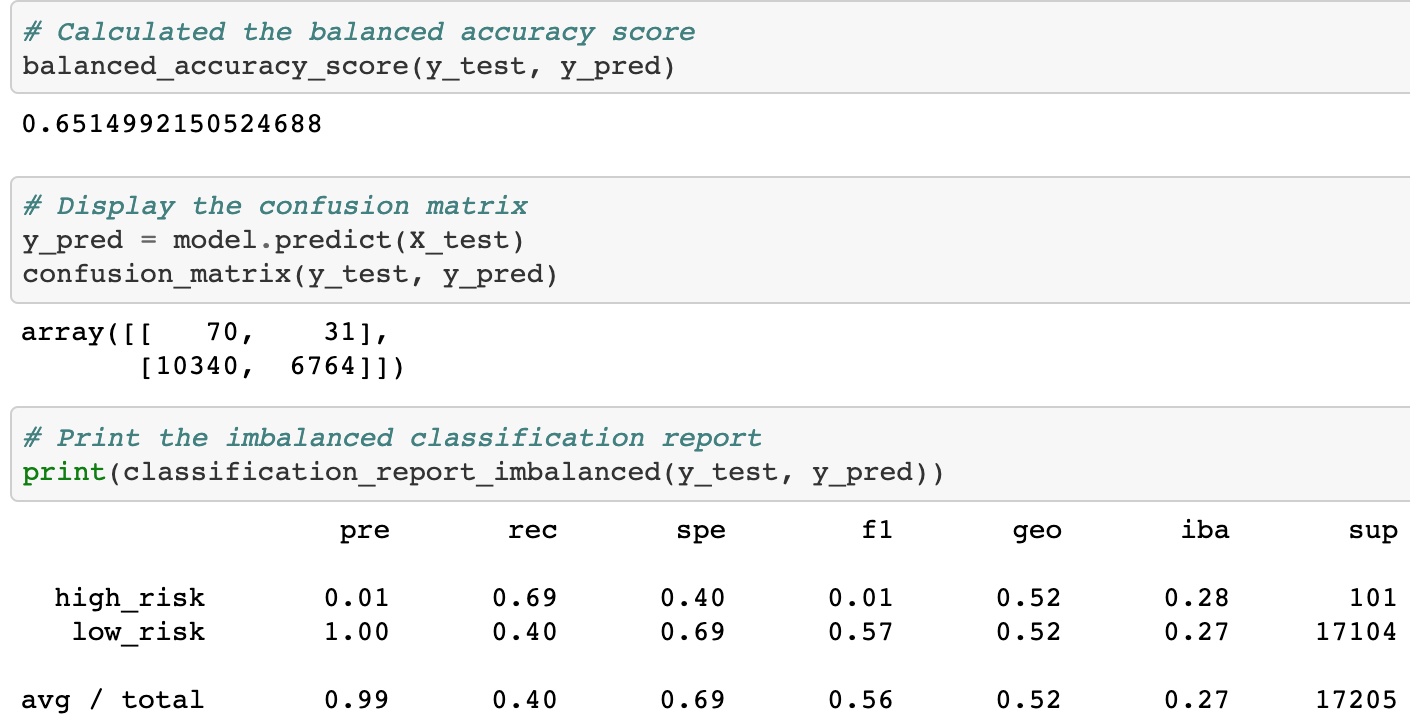 # Calculated the balanced accuracy score
balanced_accuracy_score(y_test, y_pred)
0.6514992150524688
# Display the confusion matrix
y_pred = model.predict(X_test)
confusion_matrix(y_test, y_pred)
array([[   70,    31],
       [10340,  6764]])
# Print the imbalanced classification report
print(classification_report_imbalanced(y_test, y_pred))
pre rec spe f1 geo iba sup
high_risk 0.01 0.69 0.40 0.01 0.52 0.28 101
low_risk 1.00 0.40 0.69 0.57 0.52 0.27 17104
avg / total 0.99 0.40 0.69 0.56 0.52 0.27 17205